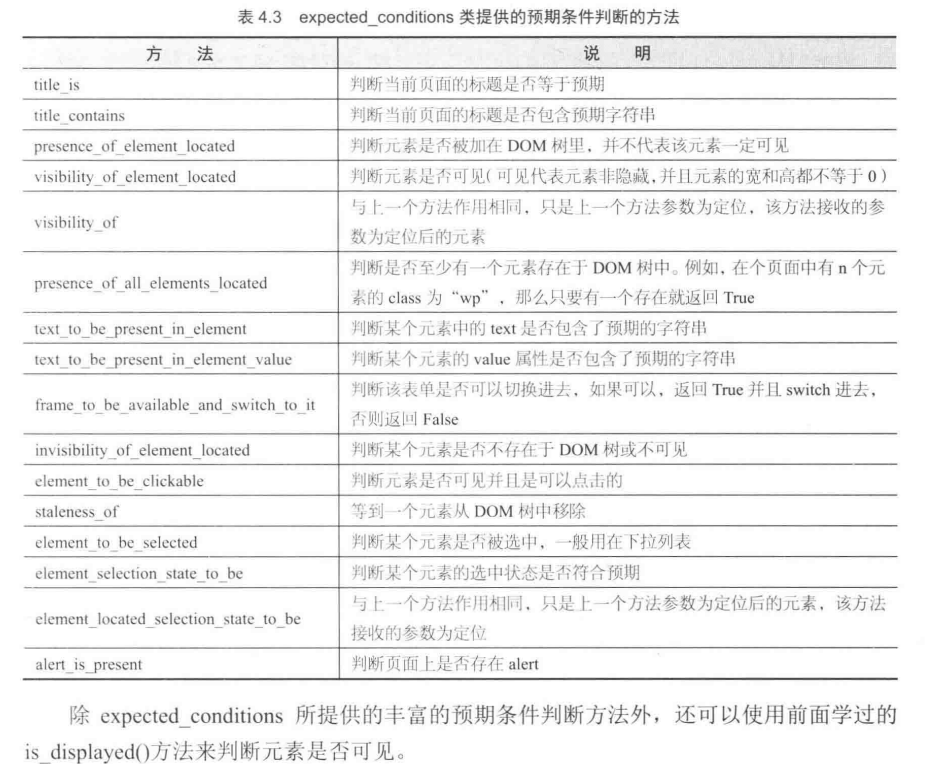 表 4.3 expected_conditions 类提供的预期条件判断的方法
方 法 说 明
title_is 判断当前页面的标题是否等于预期
title_contains 判断当前页面的标题是否包含预期字符串
presence_of_element_located 判断元素是否被加在 DOM 树里，并不代表该元素一定可见
visibility_of_element_located 判断元素是否可见（可见代表元素非隐藏，并且元素的宽和高都不等于 0）
visibility_of 与上一个方法作用相同，只是上一个方法参数为定位，该方法接收的参
数为定位后的元素
presence_of_all_elements_located 判断是否至少有一个元素存在于 DOM 树中。例如，在个页面中有 n 个元
素的 class 为“wp”，那么只要有一个存在就返回 True
text_to_be_present_in_element 判断某个元素中的 text 是否包含了预期的字符串
text_to_be_present_in_element_value 判断某个元素的 value 属性是否包含了预期的字符串
frame_to_be_available_and_switch_to_it 判断该表单是否可以切换进去，如果可以，返回 True 并且 switch 进去，
否则返回 False
invisibility_of_element_located 判断某个元素是否不存在于 DOM 树或不可见
element_to_be_clickable 判断元素是否可见并且是可以点击的
staleness_of 等到一个元素从 DOM 树中移除
element_to_be_selected 判断某个元素是否被选中，一般用在下拉列表
element_selection_state_to_be 判断某个元素的选中状态是否符合预期
element_located_selection_state_to_be 与上一个方法作用相同，只是上一个方法参数为定位后的元素，该方法
接收的参数为定位
alert_is_present 判断页面上是否存在 alert
除 expected_conditions 所提供的丰富的预期条件判断方法外，还可以使用前面学过的
is_displayed()方法来判断元素是否可见。